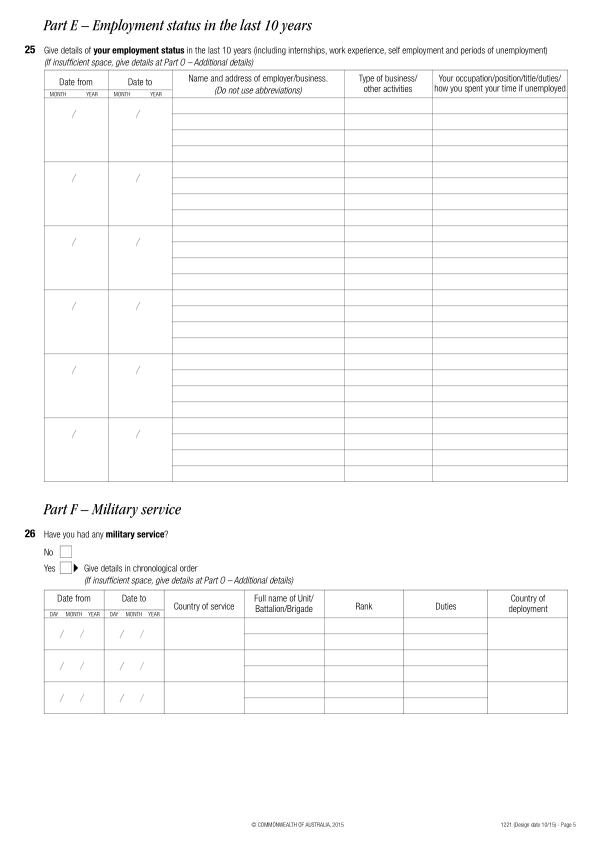 Part E – Employment status in the last 10 years
25 Give details of your employment status in the last 10 years (including internships, work experience, self employment and periods of unemployment)
(If insufficient space, give details at Part O – Additional details)
Date from Date to Name and address of employer/business. Type of business/ Your occupation/position/title/duties/
MONTH YEAR MONTH YEAR (Do not use abbreviations) other activities how you spent your time if unemployed
/ /
/ /
/ /
/ /
/ /
/ /
Part F – Military service
26 Have you had any military service?
No
Yes Give details in chronological order
(If insufficient space, give details at Part O – Additional details)
Date from Date to Country of service Full name of Unit/ Rank Duties Country of
DAY MONTH YEAR DAY MONTH YEAR Battalion/Brigade deployment
/ / / /
/ / / /
/ / / /
© COMMONWEALTH OF AUSTRALIA, 2015 1221 (Design date 10/15) - Page 5